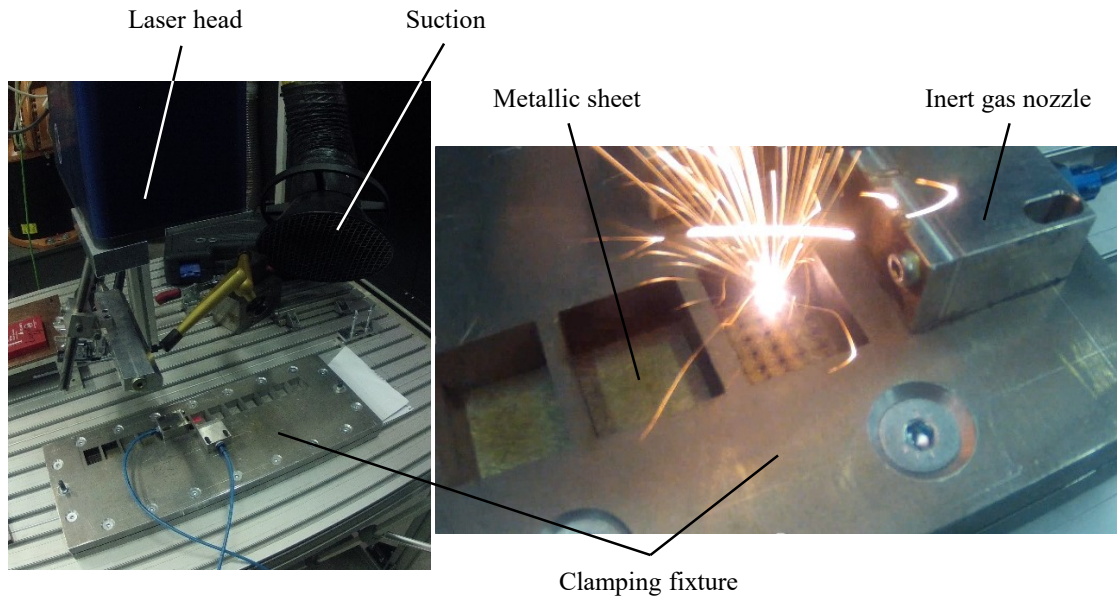 Laser head
Suction
Metallic sheet
Inert gas nozzle
Clamping fixture